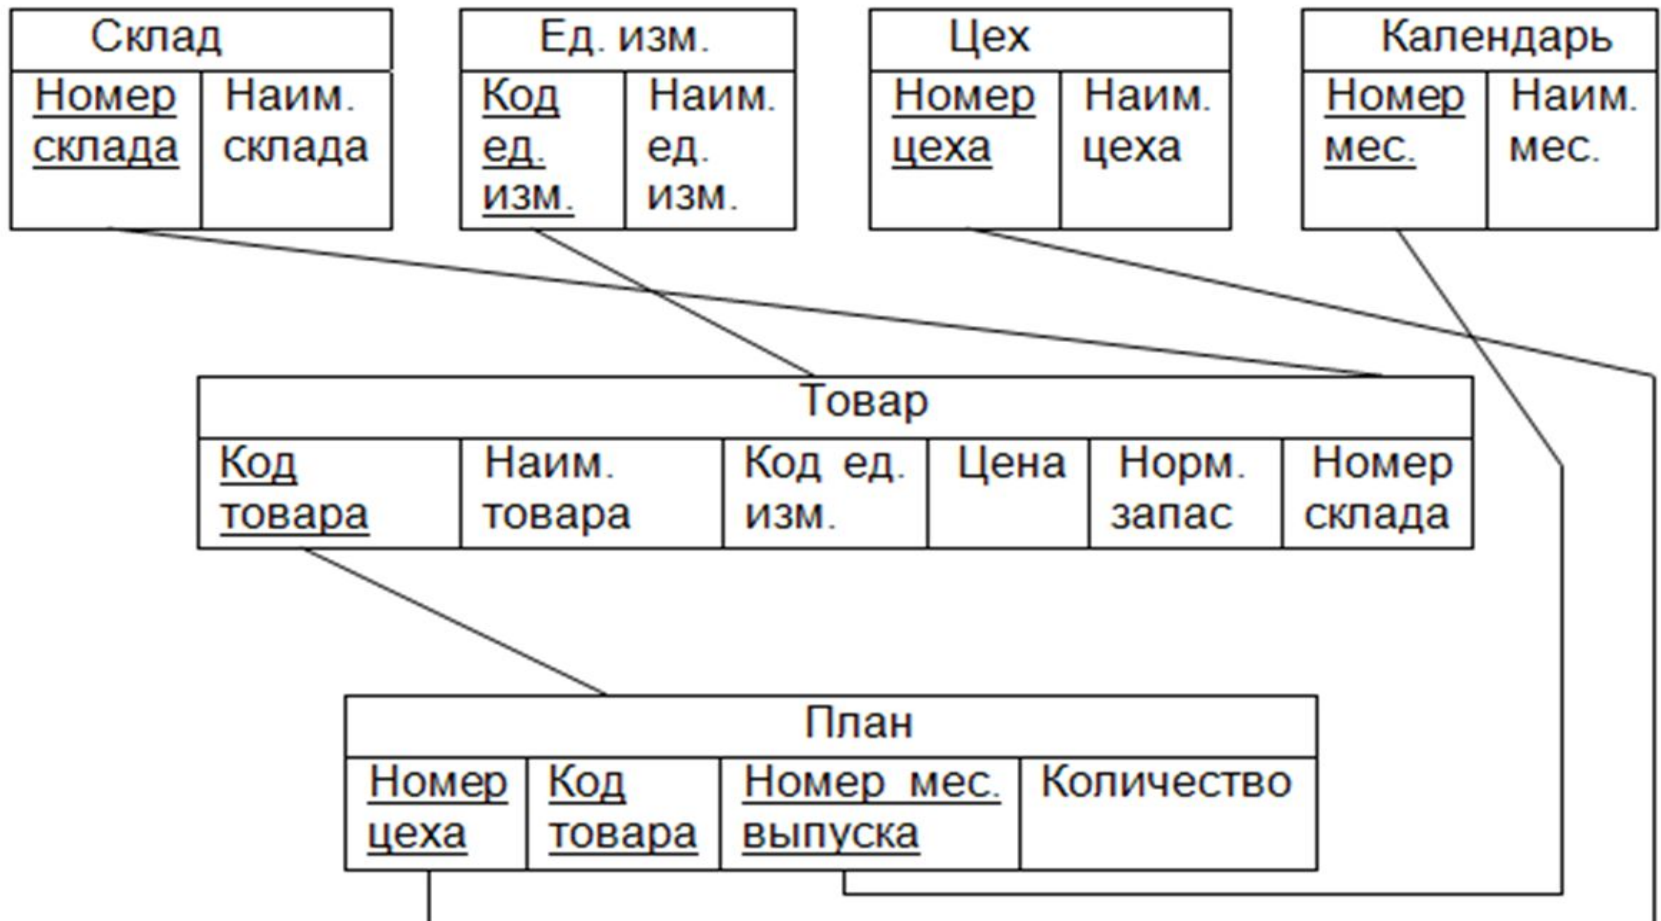 Склад
Номер
склада
Наим.
склада
Ед. изм.
Код
ед.
изм.
Наим.
ед.
изм.
Цех
Номер
цеха
Наим.
цеха
Календарь
Номер
мес.
Наим.
мес.
Товар
Код
товара
Наим.
товара
Код ед.
изм.
Цена
Норм.
запас
Номер
склада
План
Номер
цеха
Код
товара
Номер мес.
выпуска
Количество